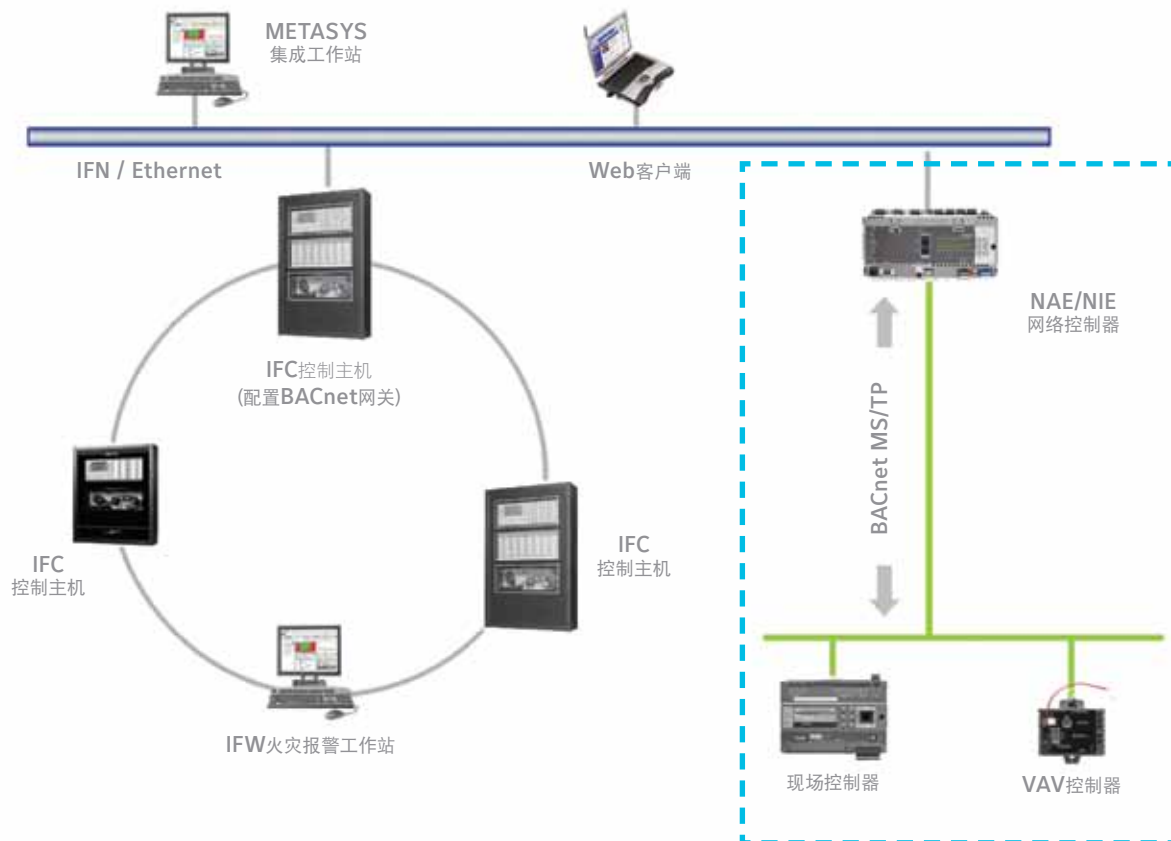 METASYS
集成工作站
IFN / Ethernet
Web客户端
NAE/NIE
网络控制器
IFC控制主机
(配置BACnet网关)
BACnet MS/TP
IFC
控制主机
IFC
控制主机
IFW火灾报警工作站
现场控制器
VAV控制器